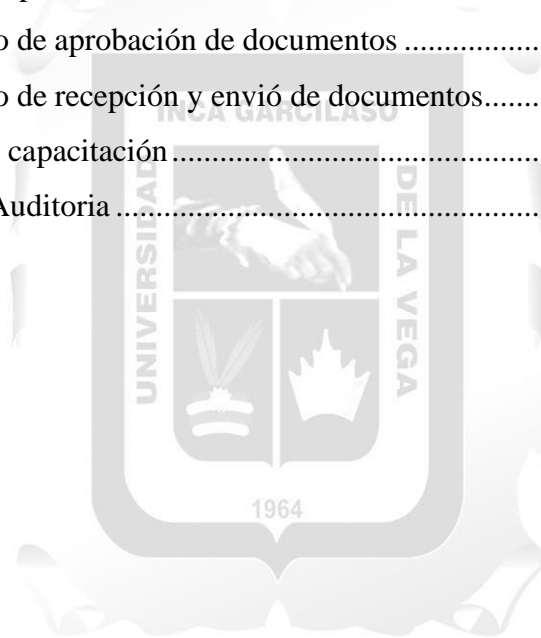 o de aprobación de documentos ................
o de recepción y envió de documentos.......
capacitación ......................................
Auditoria ...........................................
INCA GARCILASO
UNIVERSIDAD
DE LA VEGA
1964